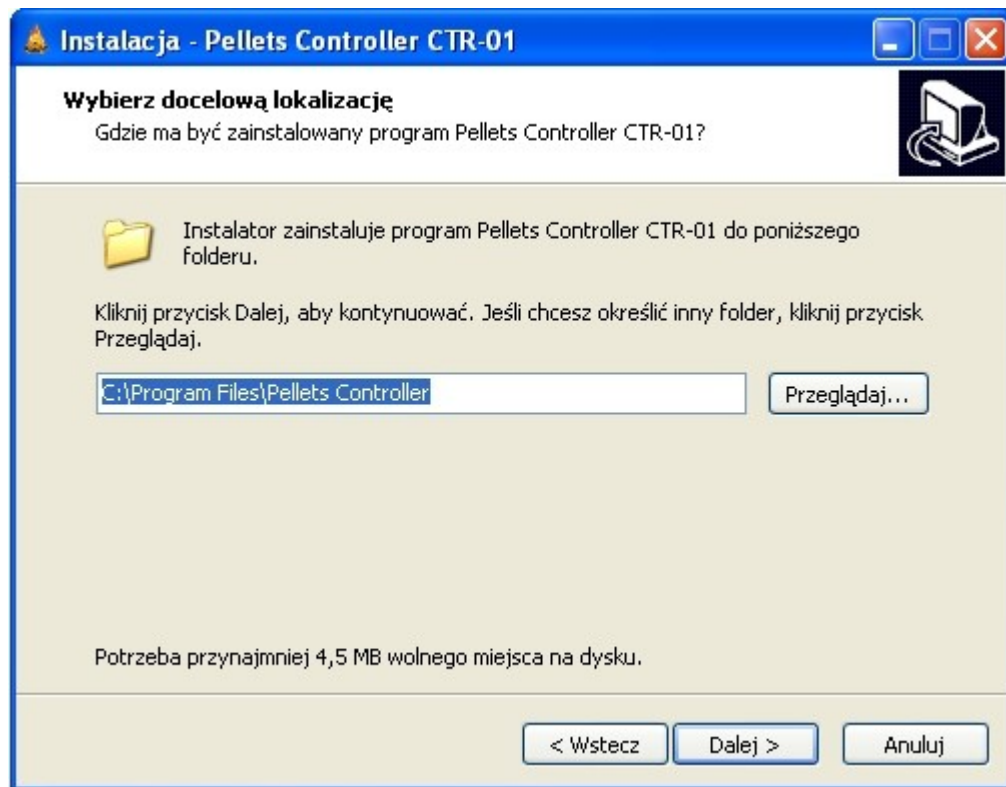 Instalacja - Pellets Controller CTR-01
Wybierz docelową lokalizację
Gdzie ma być zainstalowany program Pellets Controller CTR-01?
Instalator zainstaluje program Pellets Controller CTR-01 do poniższego
folderu.
Kliknij przycisk Dalej, aby kontynuować. Jeśli chcesz określić inny folder, kliknij przycisk
Przeglądaj.
C:\Program Files\Pellets Controller
Przeglądaj...
Potrzeba przynajmniej 4,5 MB wolnego miejsca na dysku.
< Wstecz
Dalej >
Anuluj